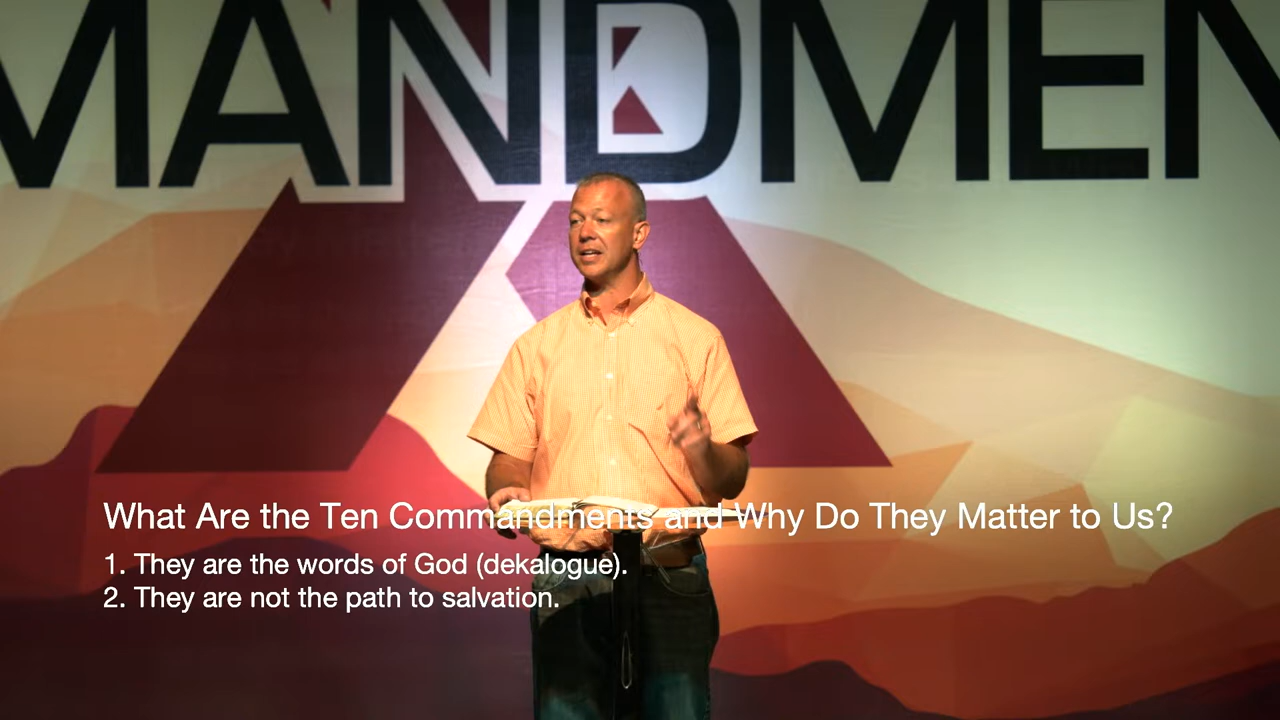 MANDMEN
What Are the Ten Commandments and Why Do They Matter to Us?
1. They are the words of God (dekalogue).
2. They are not the path to salvation.